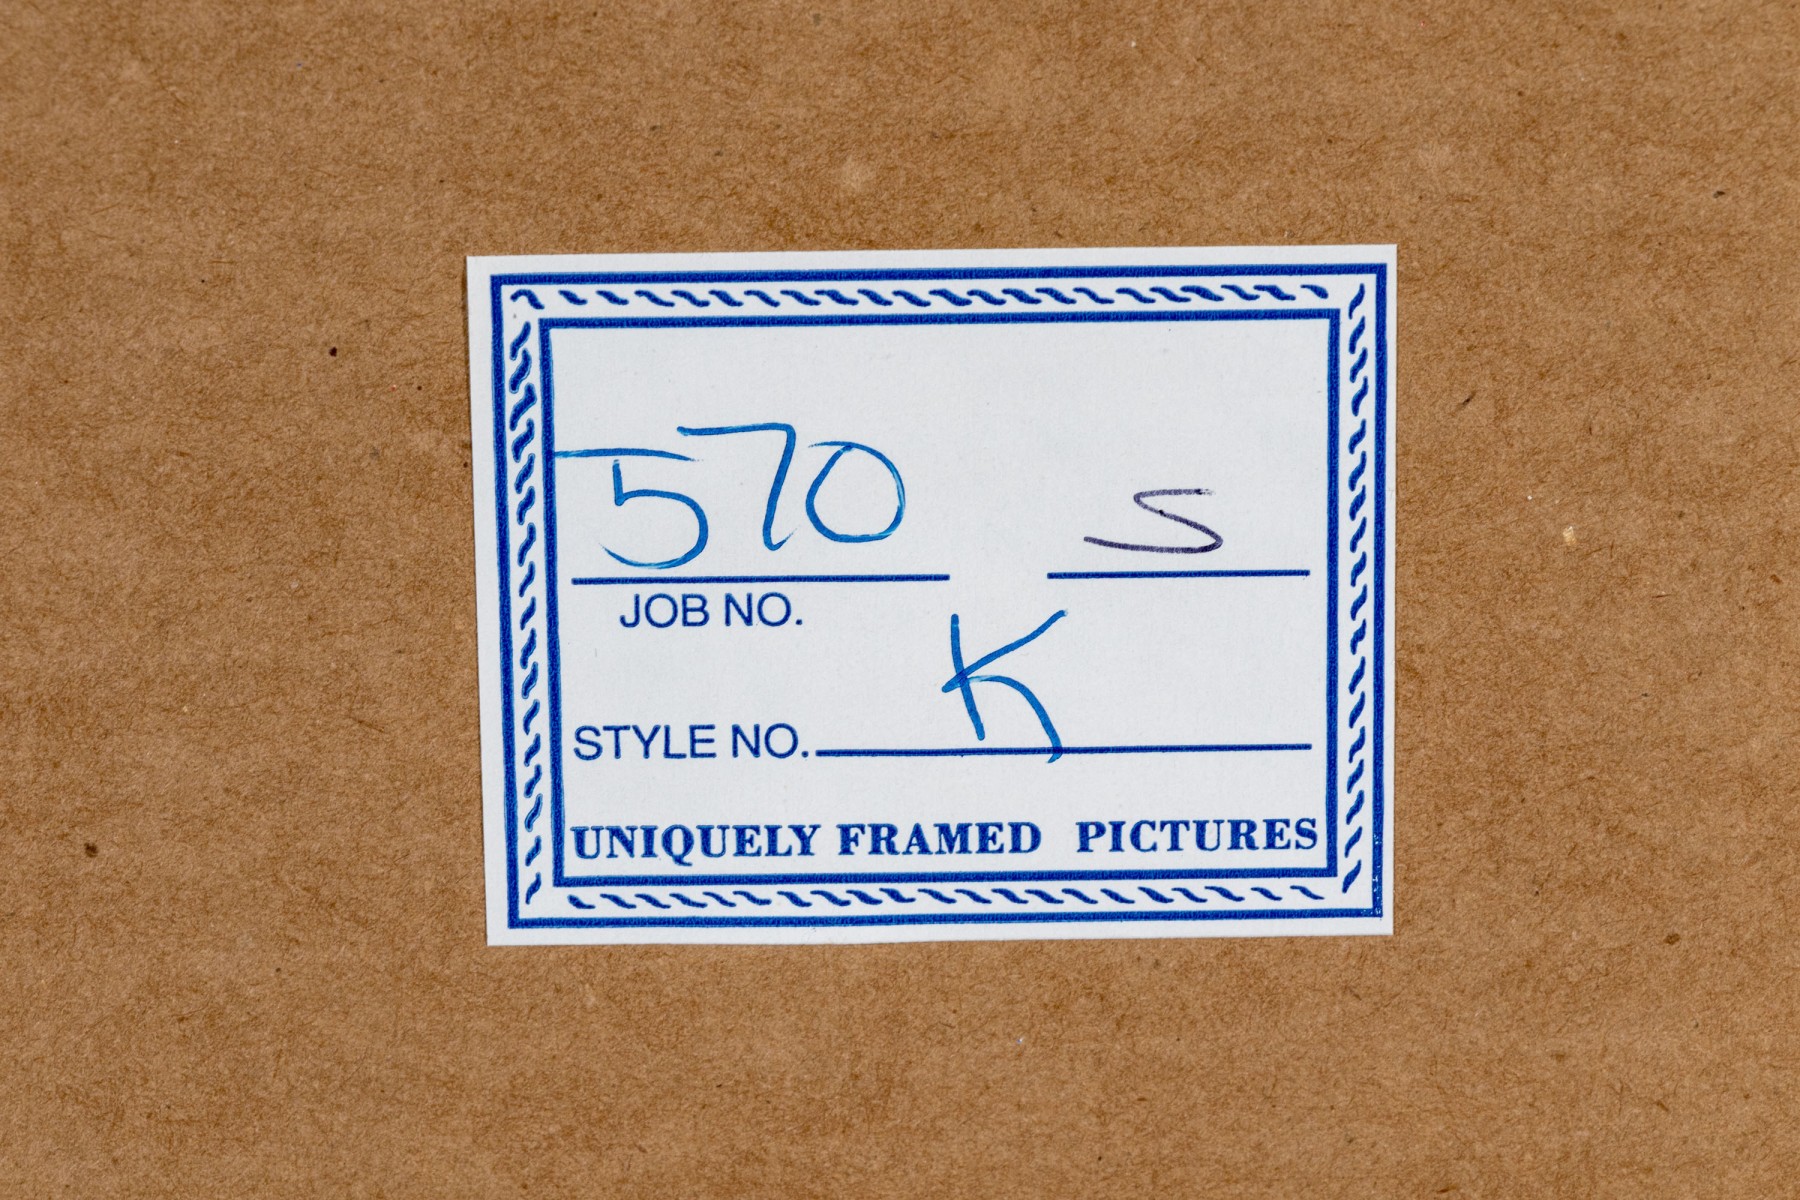 570 S
JOB NO.
K
STYLE NO.
UNIQUELY FRAMED PICTURES